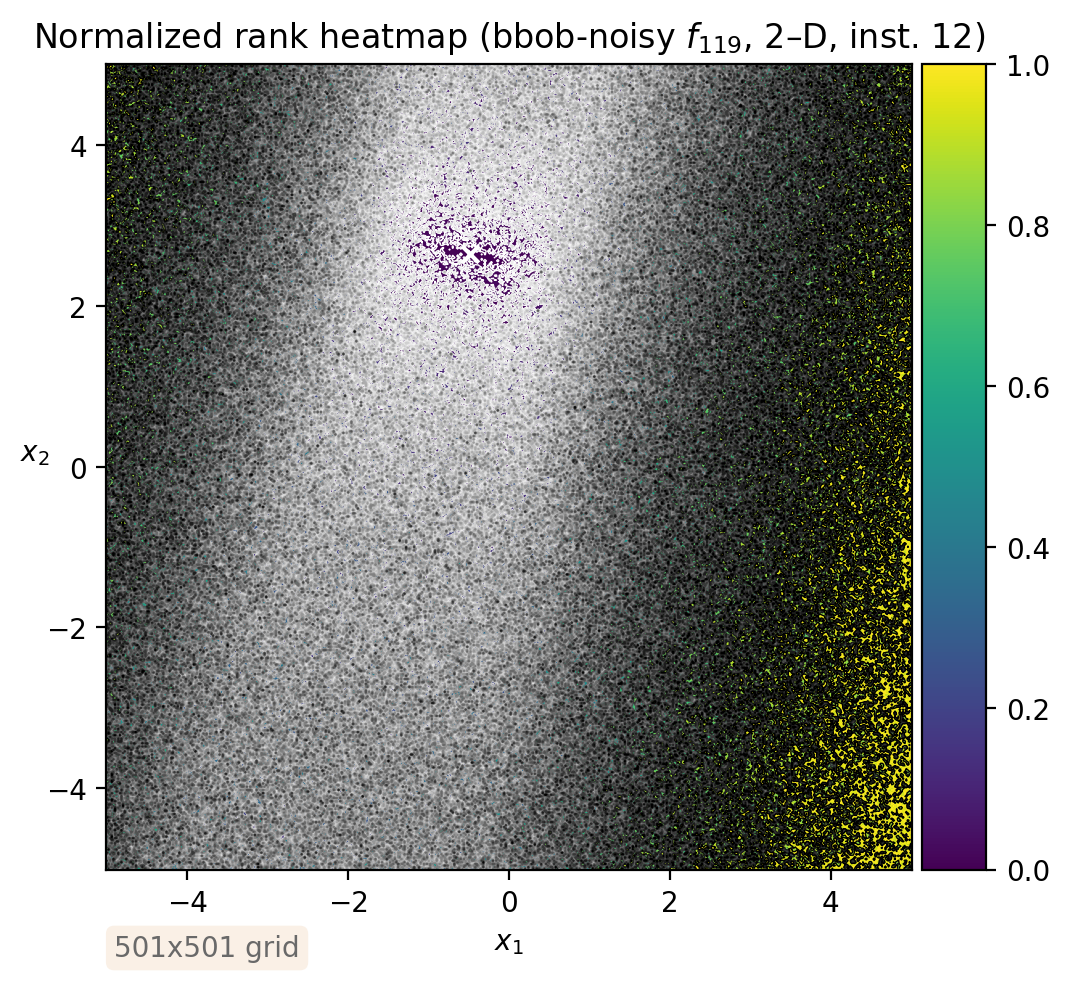 Normalized rank heatmap (bbob-noisy f₁₁₉, 2–D, inst. 12)
1.0
0.8
0.6
0.4
0.2
0.0
4
2
0
−2
−4
x₂
−4 −2 0 2 4
x₁
501x501 grid